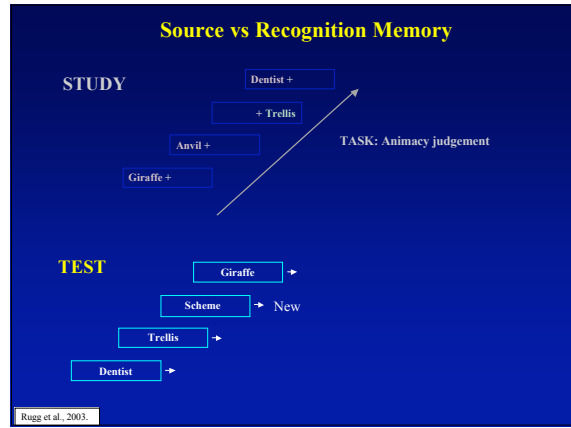 Source vs Recognition Memory
STUDY
Dentist +
+ Trellis
Anvil +
TASK: Animacy judgement
Giraffe +
TEST
Giraffe
Scheme
New
Trellis
Dentist
Rugg et al., 2003.